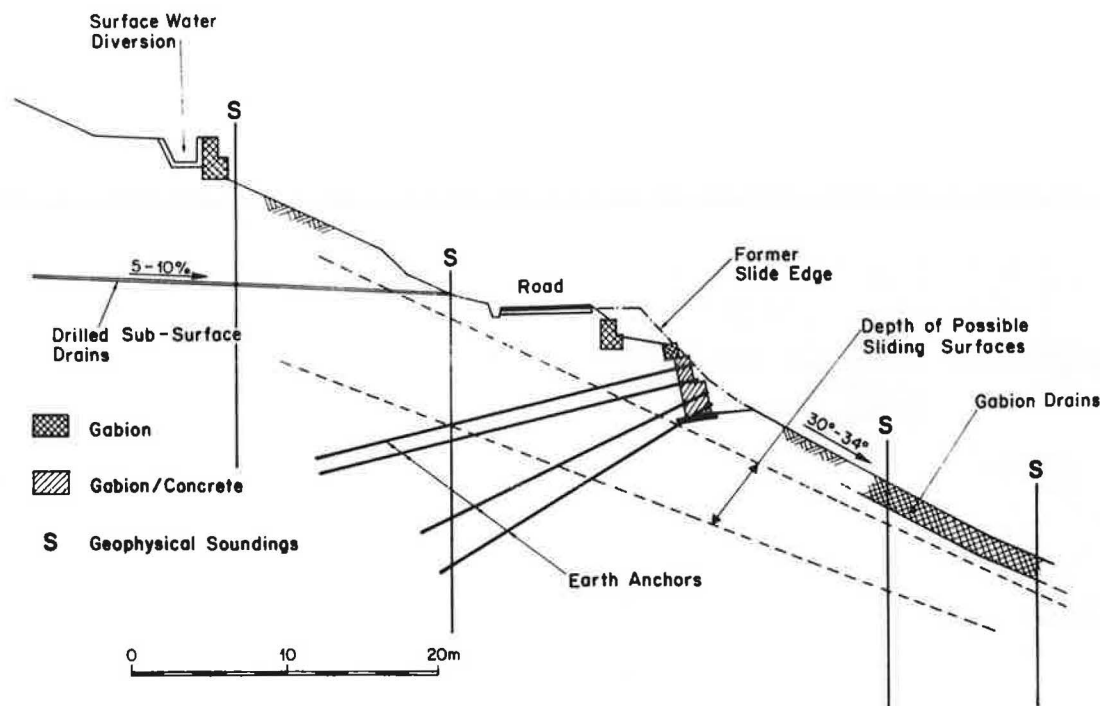 Surface Water
Diversion
S
S
5-10%
Drilled Sub-Surface
Drains
Road
Former
Slide Edge
Depth of Possible
Sliding Surfaces
Gabion Drains
30°-34°
S
S
Gabion
Gabion/Concrete
S Geophysical Soundings
Earth Anchors
0 10 20m